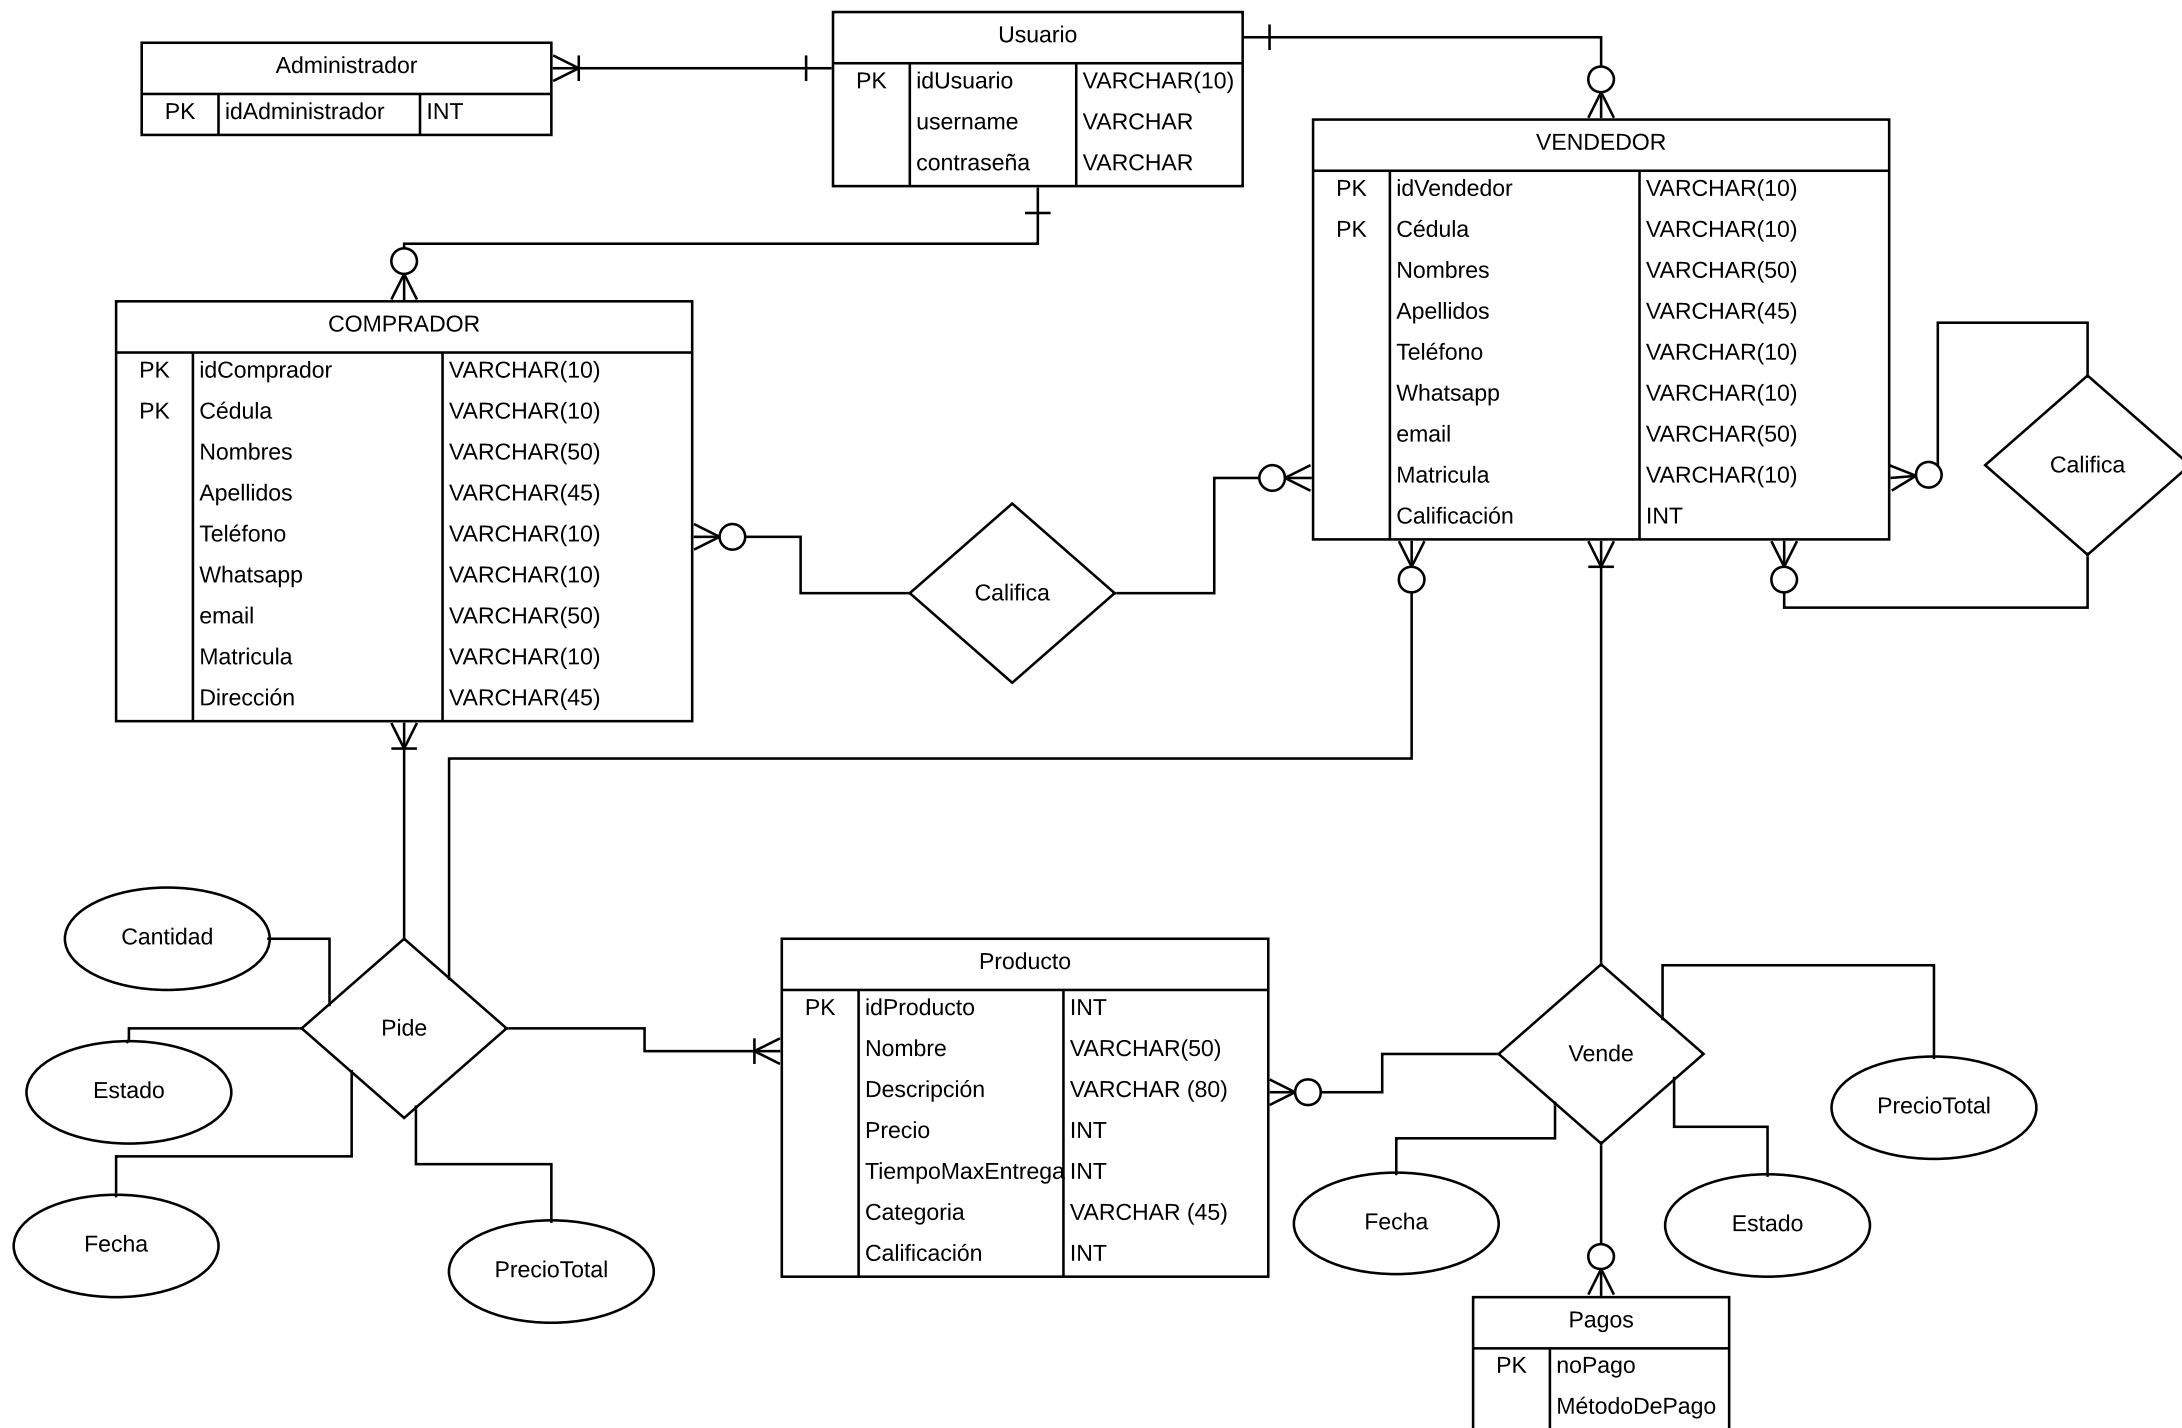 Administrador
PK idAdministrador INT
Usuario
PK idUsuario VARCHAR(10)
username VARCHAR
contraseña VARCHAR
VENDEDOR
PK idVendedor VARCHAR(10)
PK Cédula VARCHAR(10)
Nombres VARCHAR(50)
Apellidos VARCHAR(45)
Teléfono VARCHAR(10)
Whatsapp VARCHAR(10)
email VARCHAR(50)
Matricula VARCHAR(10)
Calificación INT
Califica
COMPRADOR
PK idComprador VARCHAR(10)
PK Cédula VARCHAR(10)
Nombres VARCHAR(50)
Apellidos VARCHAR(45)
Teléfono VARCHAR(10)
Whatsapp VARCHAR(10)
email VARCHAR(50)
Matricula VARCHAR(10)
Dirección VARCHAR(45)
Califica
Cantidad
Pide
Estado
Fecha
PrecioTotal
Producto
PK idProducto INT
Nombre VARCHAR(50)
Descripción VARCHAR (80)
Precio INT
TiempoMaxEntrega INT
Categoria VARCHAR (45)
Calificación INT
Vende
PrecioTotal
Fecha
Estado
Pagos
PK noPago
MétodoDePago